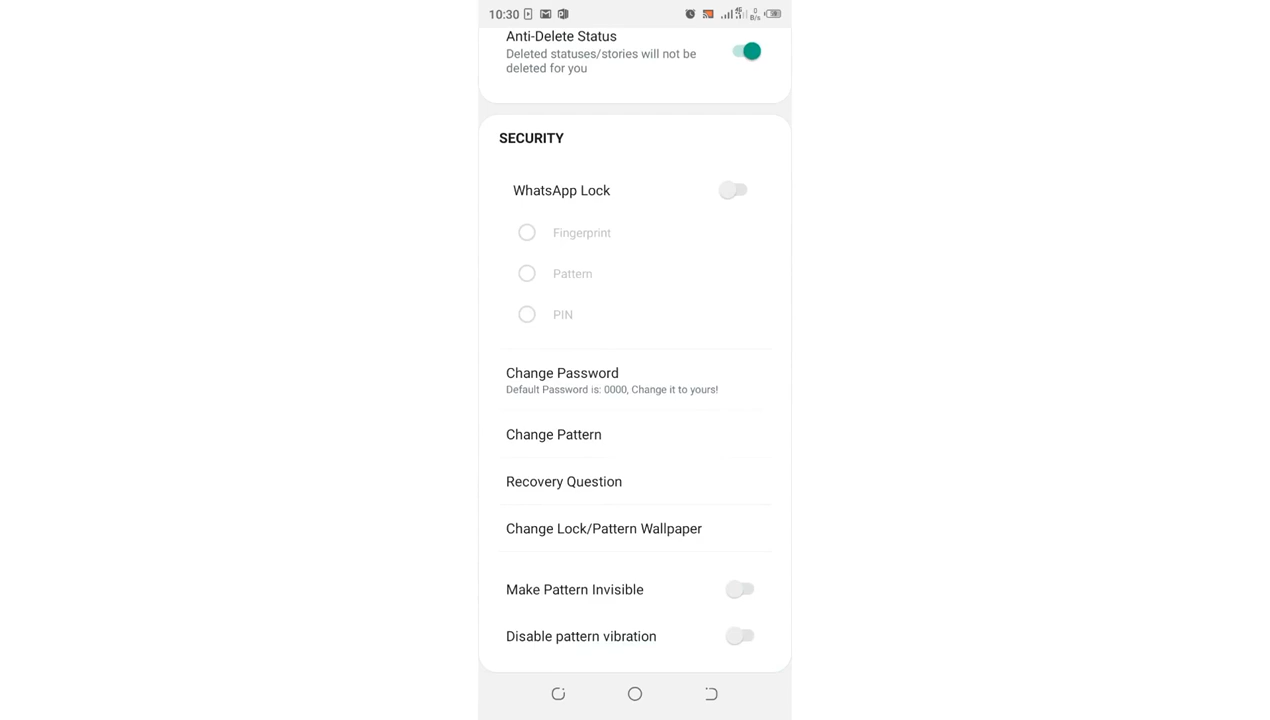 10:30
4G
0
B/s
Anti-Delete Status
Deleted statuses/stories will not be
deleted for you
SECURITY
WhatsApp Lock
Fingerprint
Pattern
PIN
Change Password
Default Password is: 0000, Change it to yours!
Change Pattern
Recovery Question
Change Lock/Pattern Wallpaper
Make Pattern Invisible
Disable pattern vibration